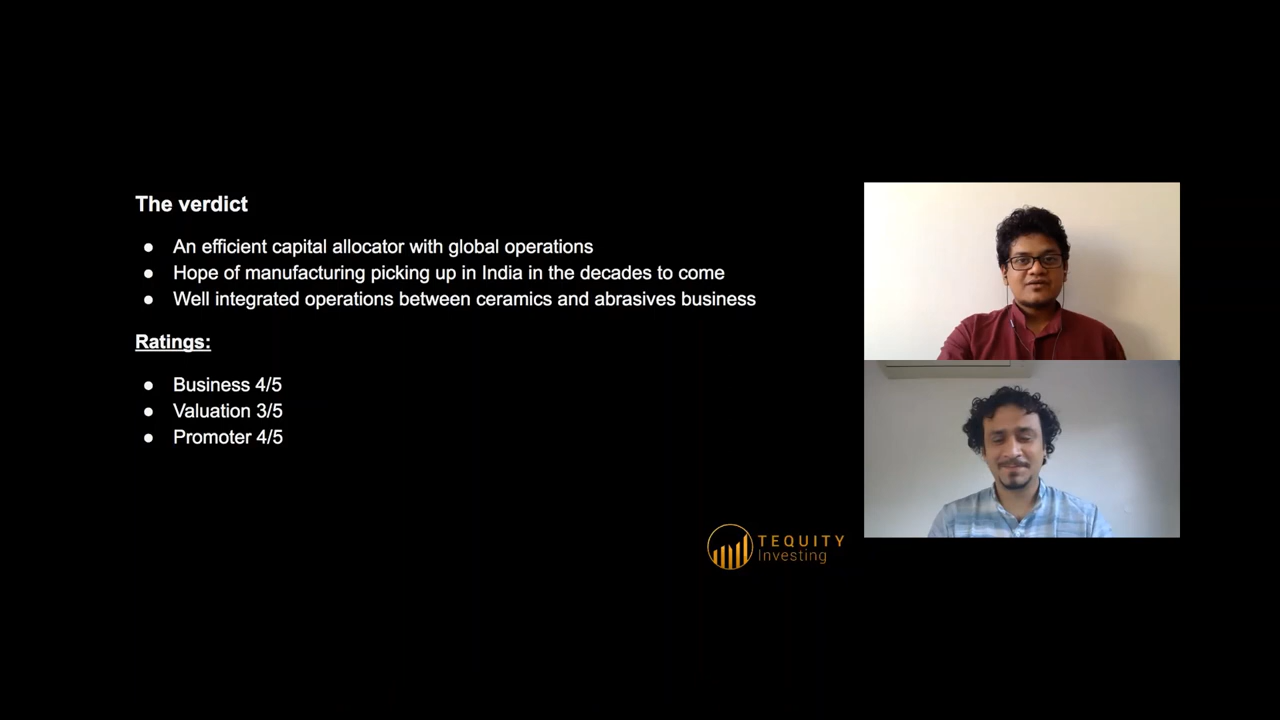 The verdict
● An efficient capital allocator with global operations
● Hope of manufacturing picking up in India in the decades to come
● Well integrated operations between ceramics and abrasives business
Ratings:
● Business 4/5
● Valuation 3/5
● Promoter 4/5
TEQUITY
Investing